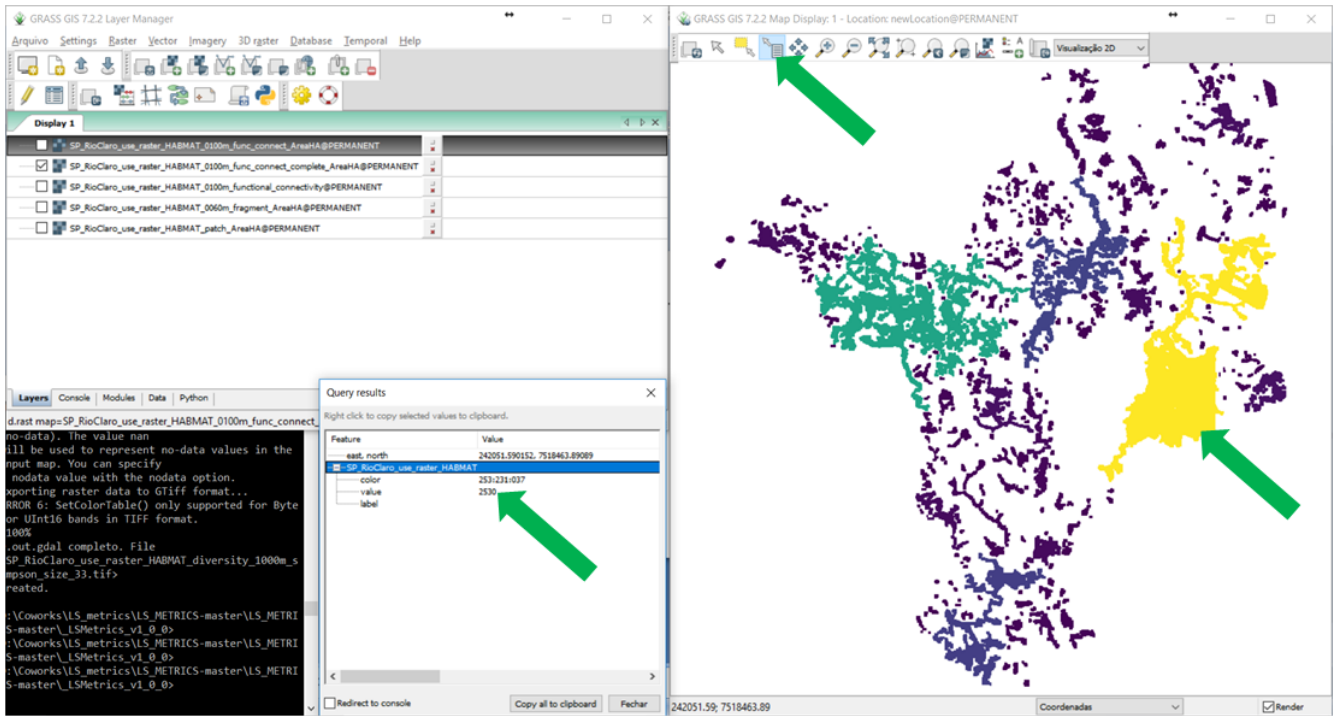 GRASS GIS 7.2.2 Layer Manager
Arquivo Settings Raster Vector Imagery 3D raster Database Temporal Help
Display 1
SP_RioClaro_use_raster_HABMAT_0100m_func_connect_AreaHA@PERMANENT
SP_RioClaro_use_raster_HABMAT_0100m_func_connect_complete_AreaHA@PERMANENT
SP_RioClaro_use_raster_HABMAT_0100m_functional_connectivity@PERMANENT
SP_RioClaro_use_raster_HABMAT_0060m_fragment_AreaHA@PERMANENT
SP_RioClaro_use_raster_HABMAT_patch_AreaHA@PERMANENT
Layers Console Modules Data Python
d.rast map=SP_RioClaro_use_raster_HABMAT_0100m_func_connect_
no-data). The value nan
ill be used to represent no-data values in the
nput map. You can specify
nodata value with the nodata option.
xporting raster data to GTiff format...
RROR 6: SetColorTable() only supported for Byte
or UInt16 bands in TIFF format.
100%
.out.gdal completo. File
SP_RioClaro_use_raster_HABMAT_diversity_1000m_s
mpson_size_33.tif>
reated.
:\Coworks\LS_metrics\LS_METRICS-master\LS_METRI
S-master\_LSMetrics_v1_0_0>
:\Coworks\LS_metrics\LS_METRICS-master\LS_METRI
S-master\_LSMetrics_v1_0_0>
:\Coworks\LS_metrics\LS_METRICS-master\LS_METRI
S-master\_LSMetrics_v1_0_0>
Query results
Right click to copy selected values to clipboard.
Feature Value
east, north 242051.590152, 7518463.89089
SP_RioClaro_use_raster_HABMAT
color 253:231:037
value 2530
label
Redirect to console Copy all to clipboard Fechar
GRASS GIS 7.2.2 Map Display: 1 - Location: newLocation@PERMANENT
Visualização 2D
242051.59; 7518463.89 Coordenadas Render